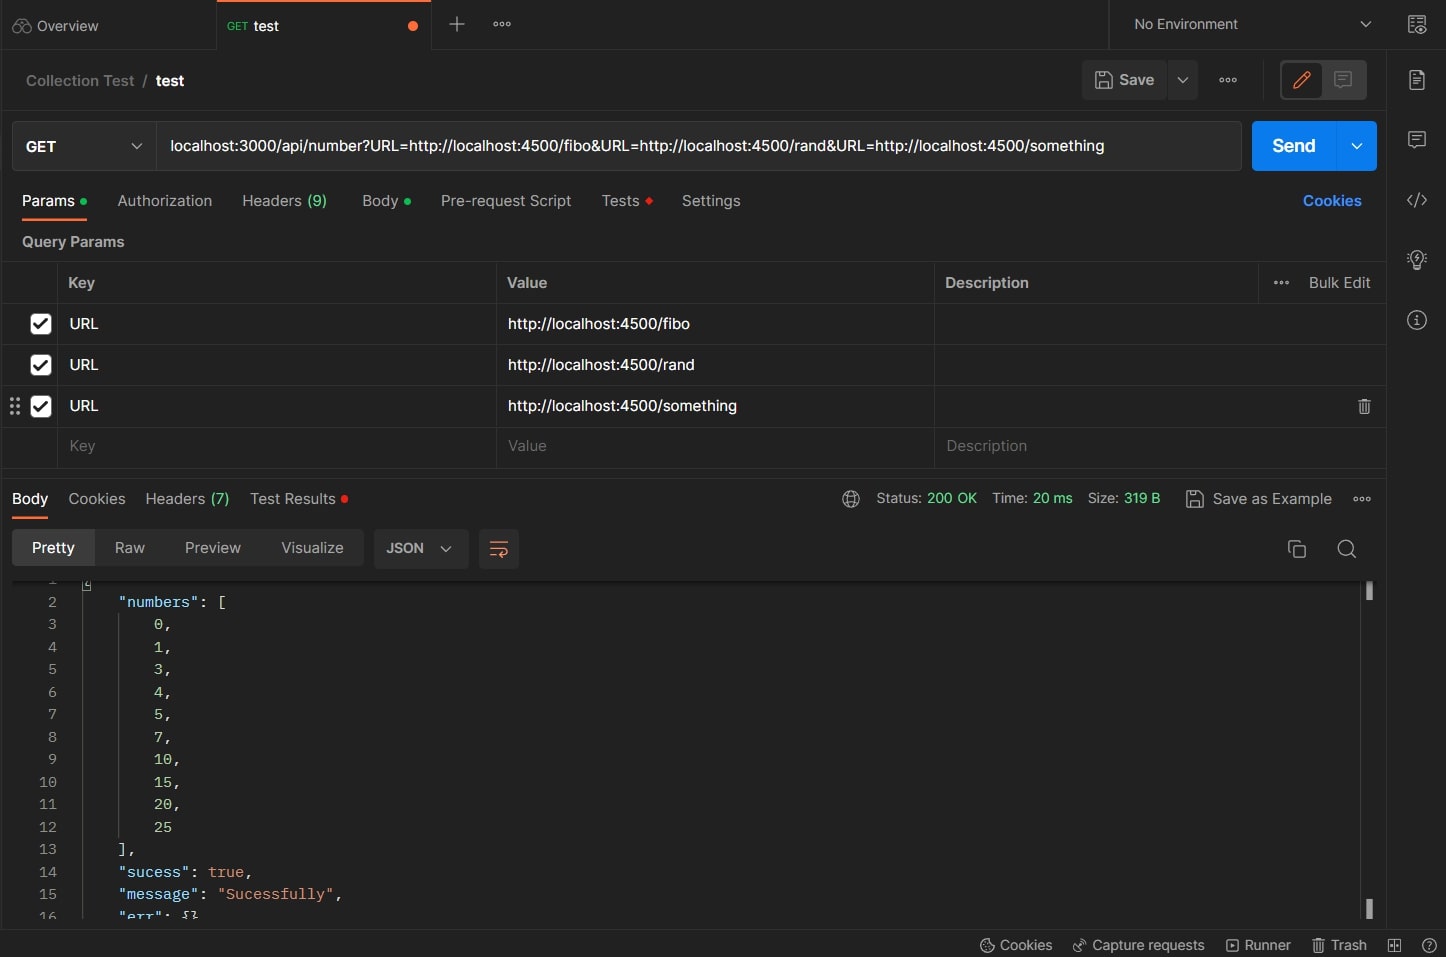 Overview GET test No Environment
Collection Test / test Save
GET localhost:3000/api/number?URL=http://localhost:4500/fibo&URL=http://localhost:4500/rand&URL=http://localhost:4500/something Send
Params Authorization Headers (9) Body Pre-request Script Tests Settings Cookies
Query Params
Key Value Description Bulk Edit
URL http://localhost:4500/fibo
URL http://localhost:4500/rand
URL http://localhost:4500/something
Key Value Description
Body Cookies Headers (7) Test Results Status: 200 OK Time: 20 ms Size: 319 B Save as Example
Pretty Raw Preview Visualize JSON
1 {
2 "numbers": [
3 0,
4 1,
5 3,
6 4,
7 5,
8 7,
9 10,
10 15,
11 20,
12 25
13 ],
14 "sucess": true,
15 "message": "Sucessfully",
16 "err": {}
Cookies Capture requests Runner Trash